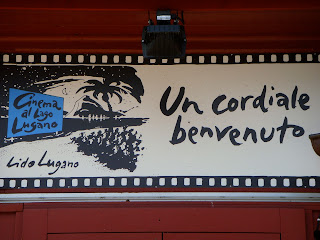 Cinema
al Lago
Lugano
Lido Lugano
Un cordiale
benvenuto